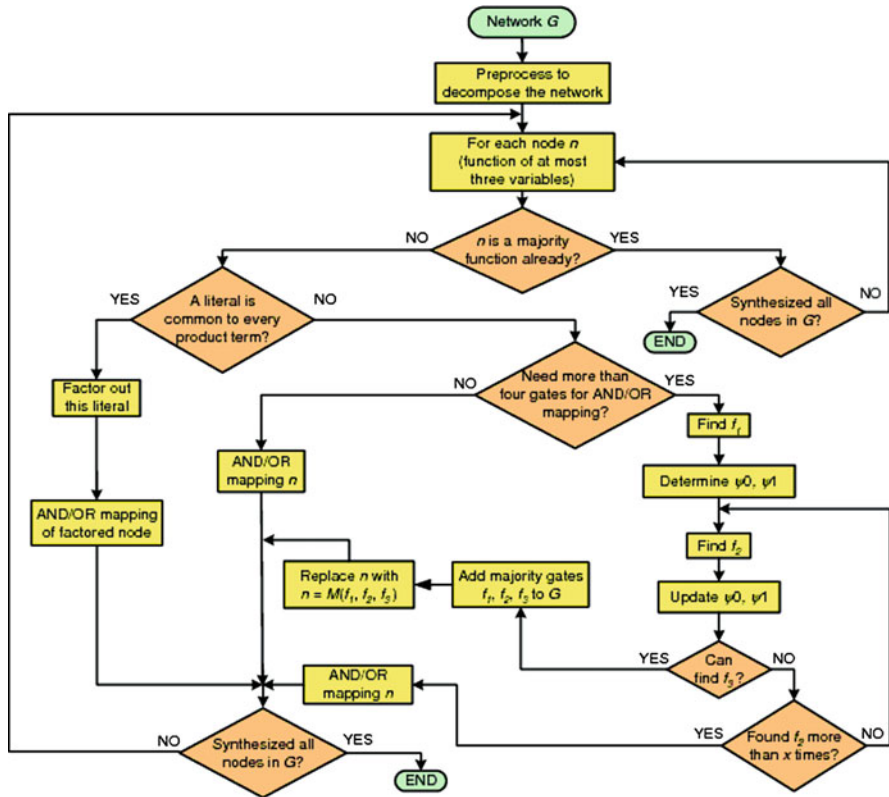 Network G
Preprocess to
decompose the network
For each node n
(function of at most
three variables)
n is a majority
function already?
NO
YES
A literal is
common to every
product term?
YES
NO
Synthesized all
nodes in G?
YES
NO
END
Factor out
this literal
AND/OR mapping
of factored node
Need more than
four gates for AND/OR
mapping?
NO
YES
AND/OR
mapping n
Find f1
Determine ψ0, ψ1
Find f2
Update ψ0, ψ1
Replace n with
n = M(f1, f2, f3)
Add majority gates
f1, f2, f3 to G
Can
find f3?
YES
NO
AND/OR
mapping n
Found f2 more
than x times?
YES
NO
Synthesized all
nodes in G?
NO
YES
END